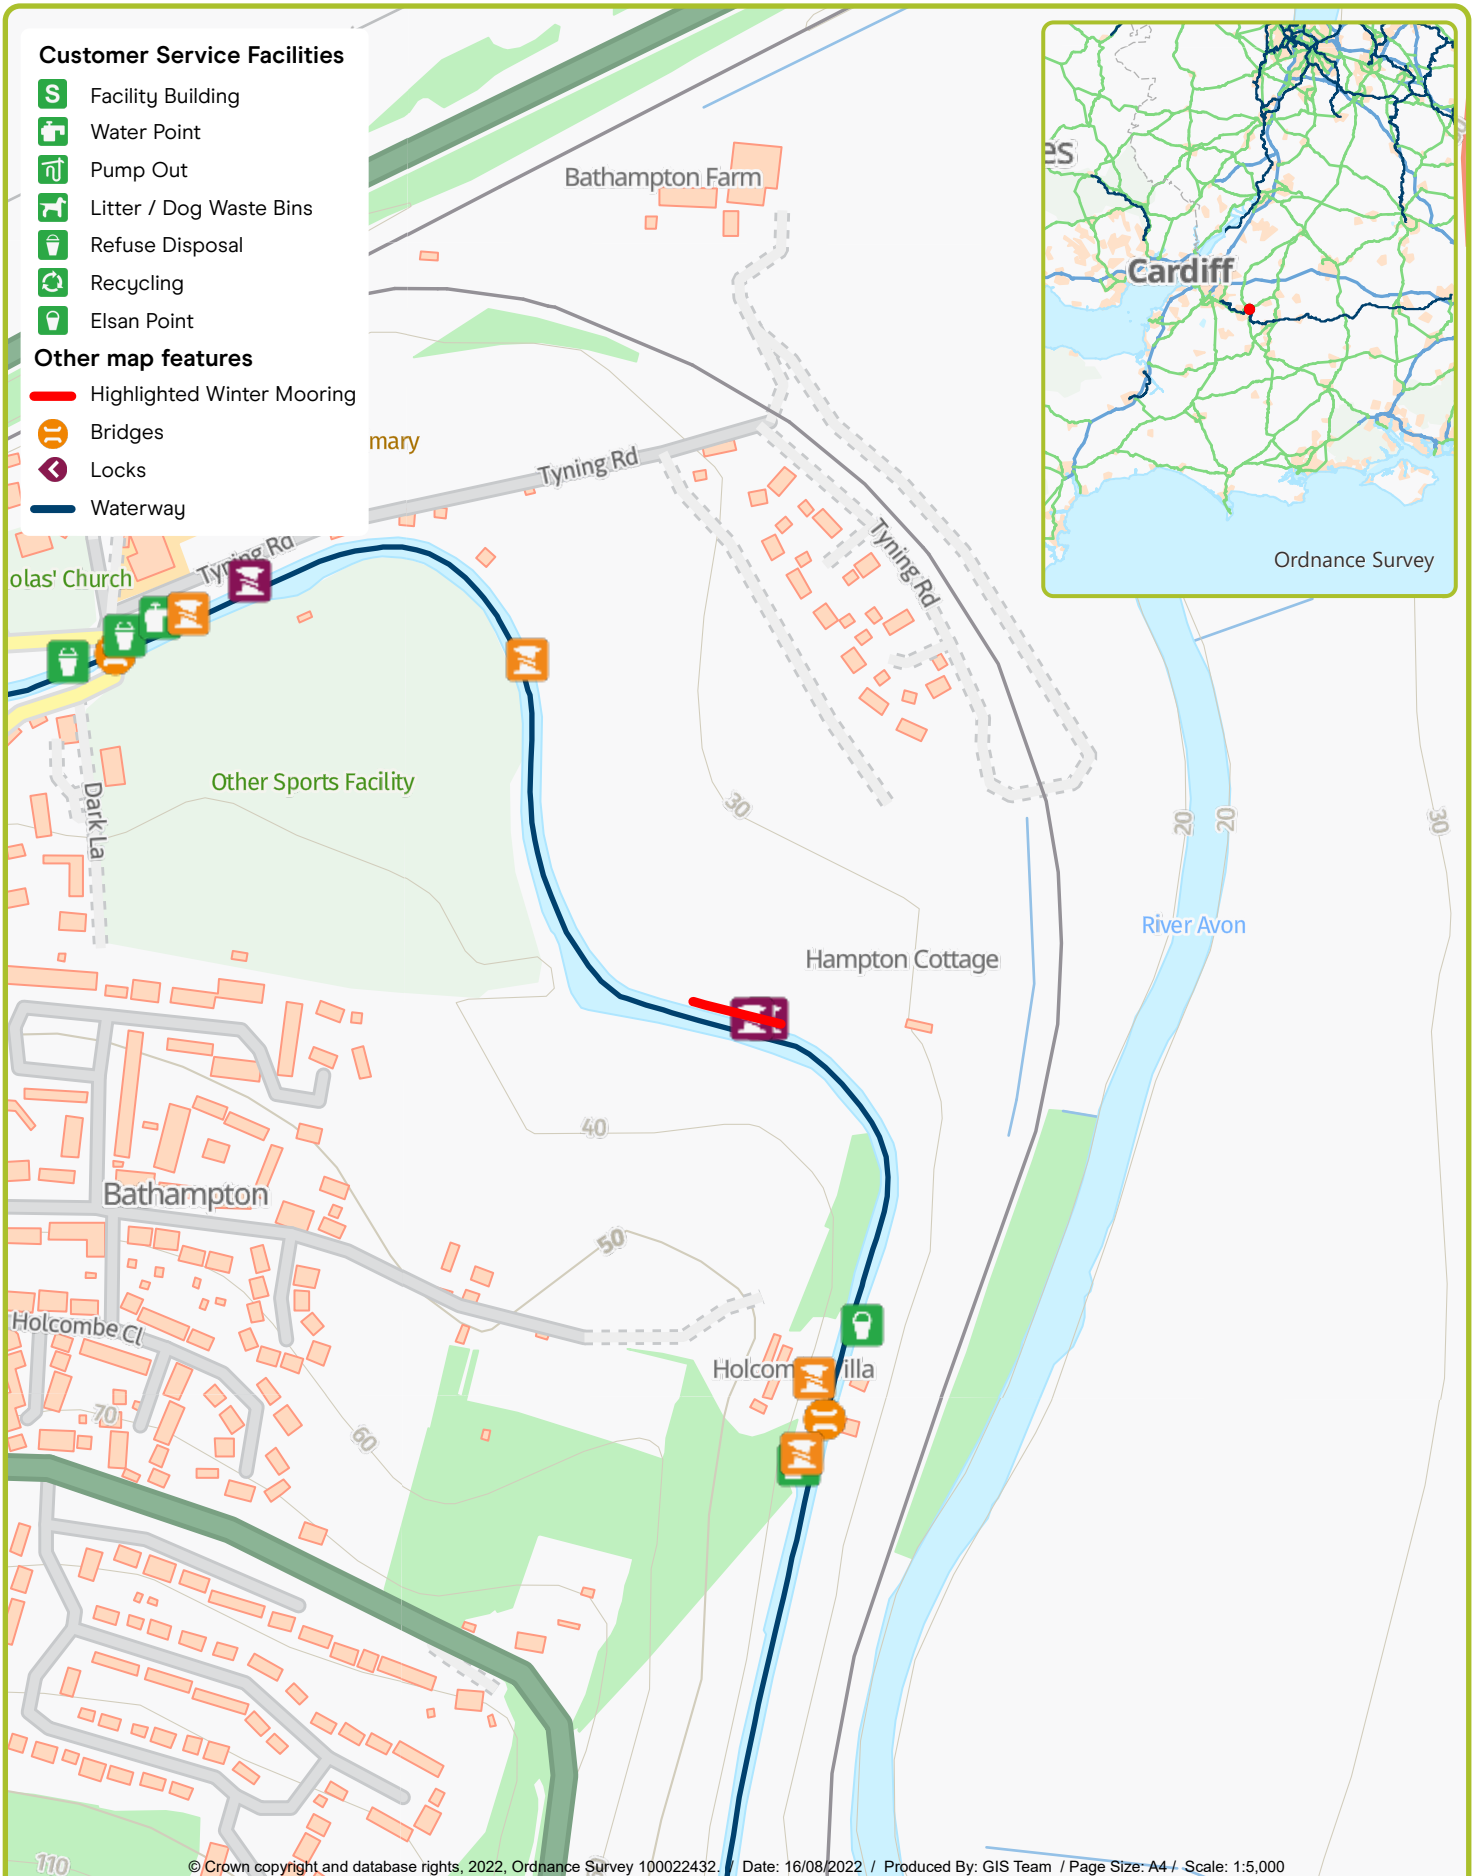 Customer Service Facilities
S Facility Building
Water Point
Pump Out
Litter / Dog Waste Bins
Refuse Disposal
Recycling
Elsan Point
Other map features
Highlighted Winter Mooring
Bridges
Locks
Waterway
es
Cardiff
Ordnance Survey
Bathampton Farm
mary
Tyning Rd
Tyning Rd
Tyning Rd
olas' Church
Other Sports Facility
Dark La
30
20
20
30
River Avon
Hampton Cottage
40
Bathampton
50
Holcombe Cl
Holcom illa
70
60
110
© Crown copyright and database rights, 2022, Ordnance Survey 100022432. / Date: 16/08/2022 / Produced By: GIS Team / Page Size: A4 / Scale: 1:5,000